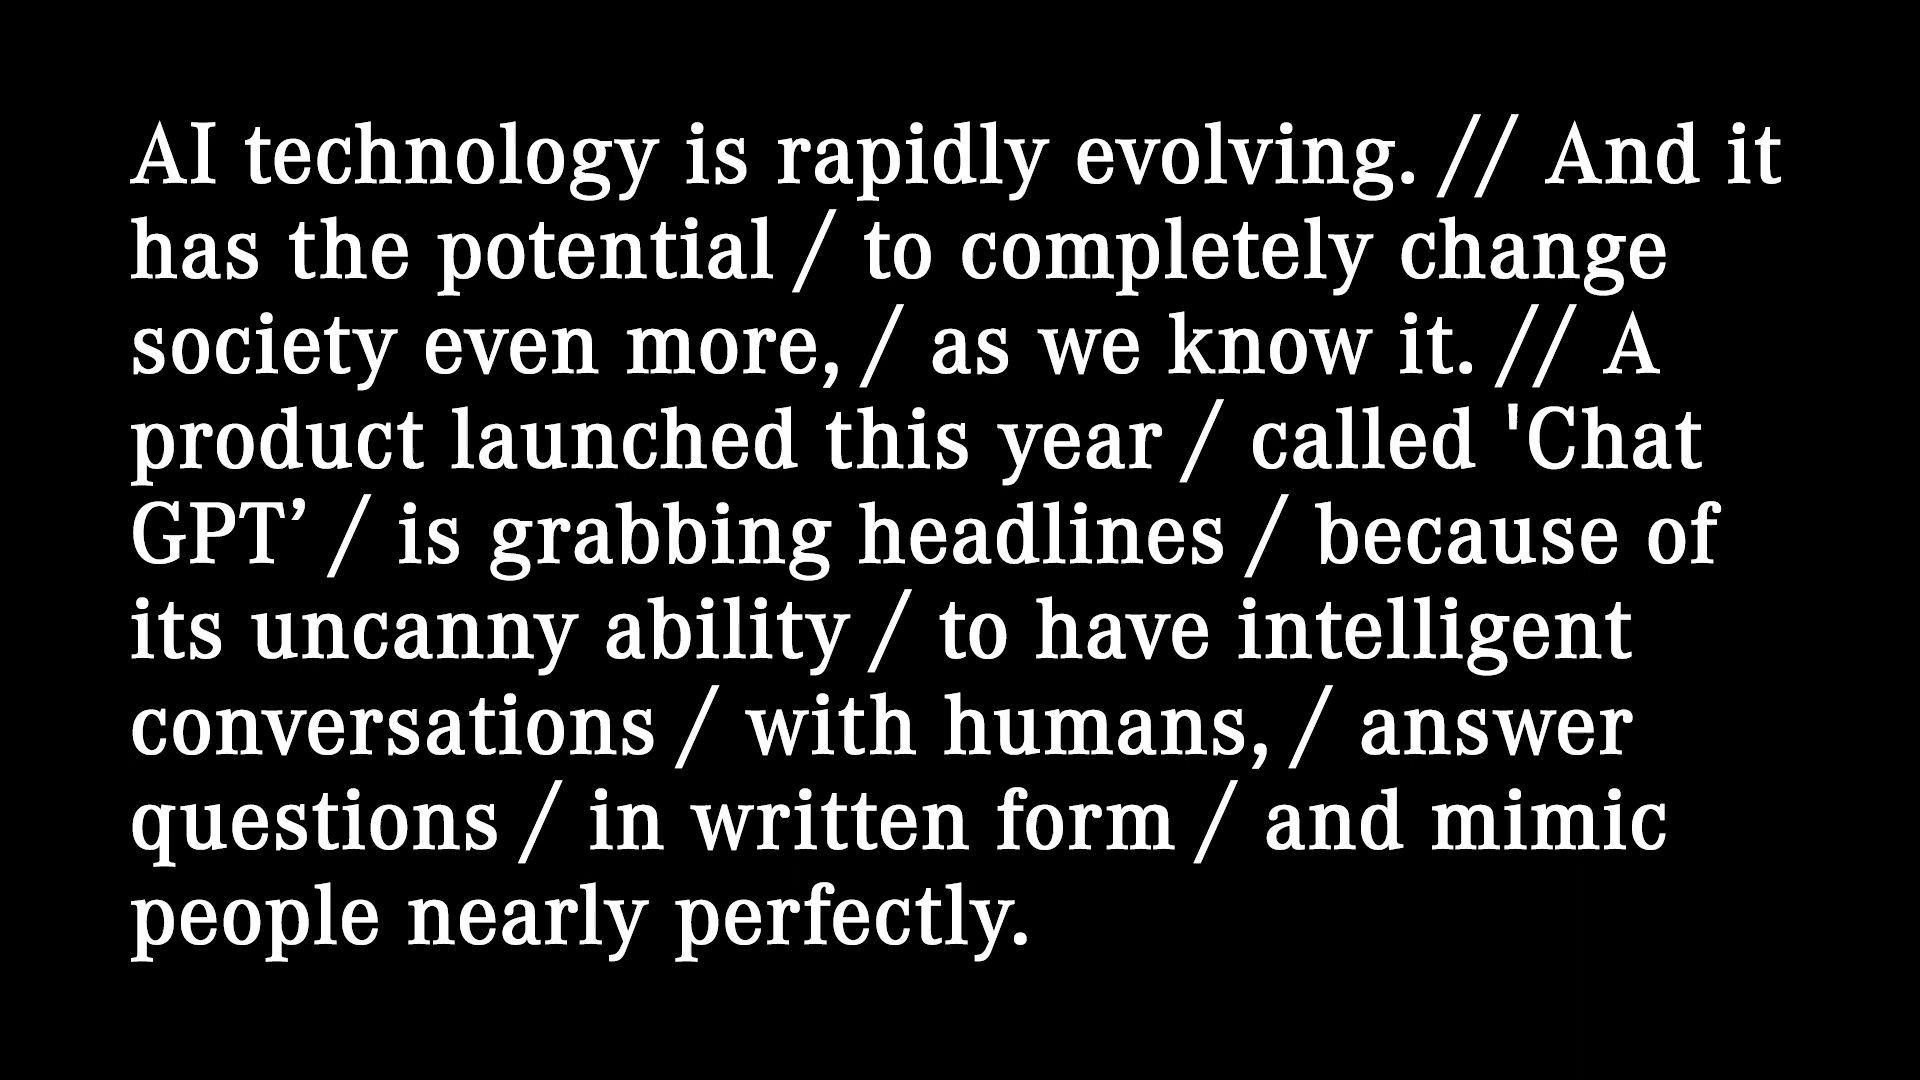 AI technology is rapidly evolving. // And it
has the potential / to completely change
society even more, / as we know it. // A
product launched this year / called 'Chat
GPT’ / is grabbing headlines / because of
its uncanny ability / to have intelligent
conversations / with humans, / answer
questions / in written form / and mimic
people nearly perfectly.